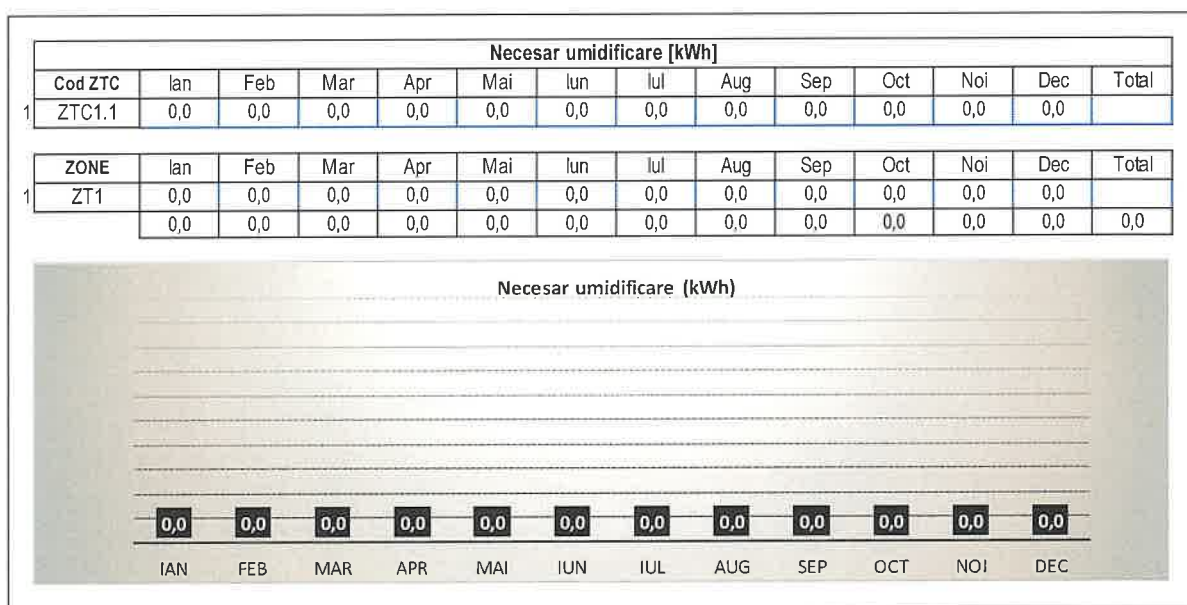 Necesar umidificare [kWh]
Cod ZTC Ian Feb Mar Apr Mai Iun Iul Aug Sep Oct Noi Dec Total
1 ZTC1.1 0,0 0,0 0,0 0,0 0,0 0,0 0,0 0,0 0,0 0,0 0,0 0,0
ZONE Ian Feb Mar Apr Mai Iun Iul Aug Sep Oct Noi Dec Total
1 ZT1 0,0 0,0 0,0 0,0 0,0 0,0 0,0 0,0 0,0 0,0 0,0 0,0
0,0 0,0 0,0 0,0 0,0 0,0 0,0 0,0 0,0 0,0 0,0 0,0 0,0
Necesar umidificare (kWh)
0,0 0,0 0,0 0,0 0,0 0,0 0,0 0,0 0,0 0,0 0,0 0,0
IAN FEB MAR APR MAI IUN IUL AUG SEP OCT NOI DEC